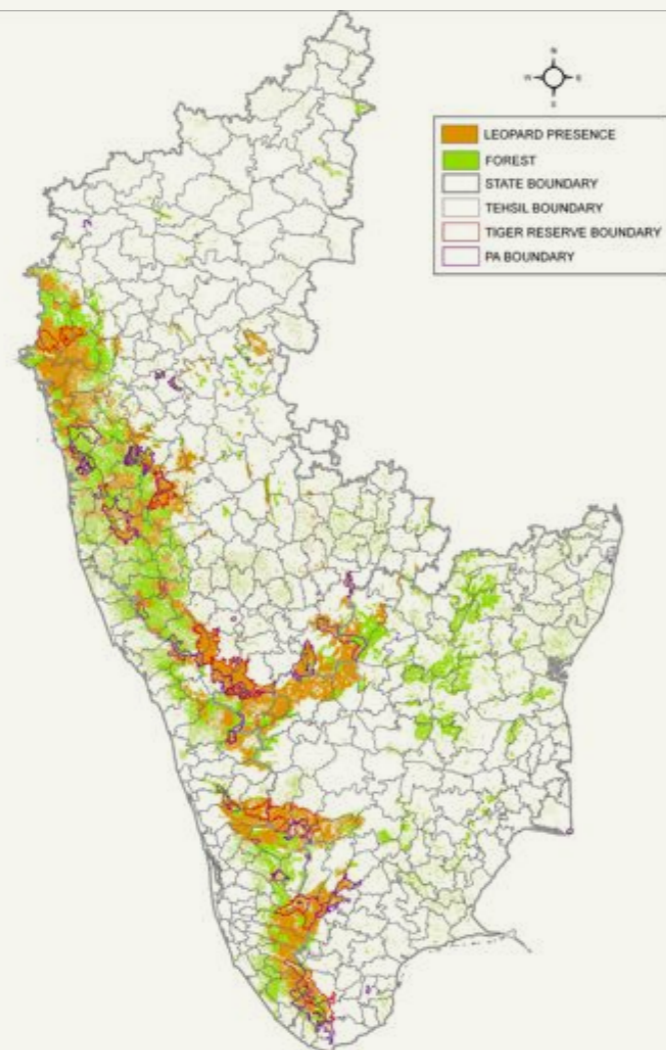 N
W E
S
LEOPARD PRESENCE
FOREST
STATE BOUNDARY
TEHSIL BOUNDARY
TIGER RESERVE BOUNDARY
PA BOUNDARY